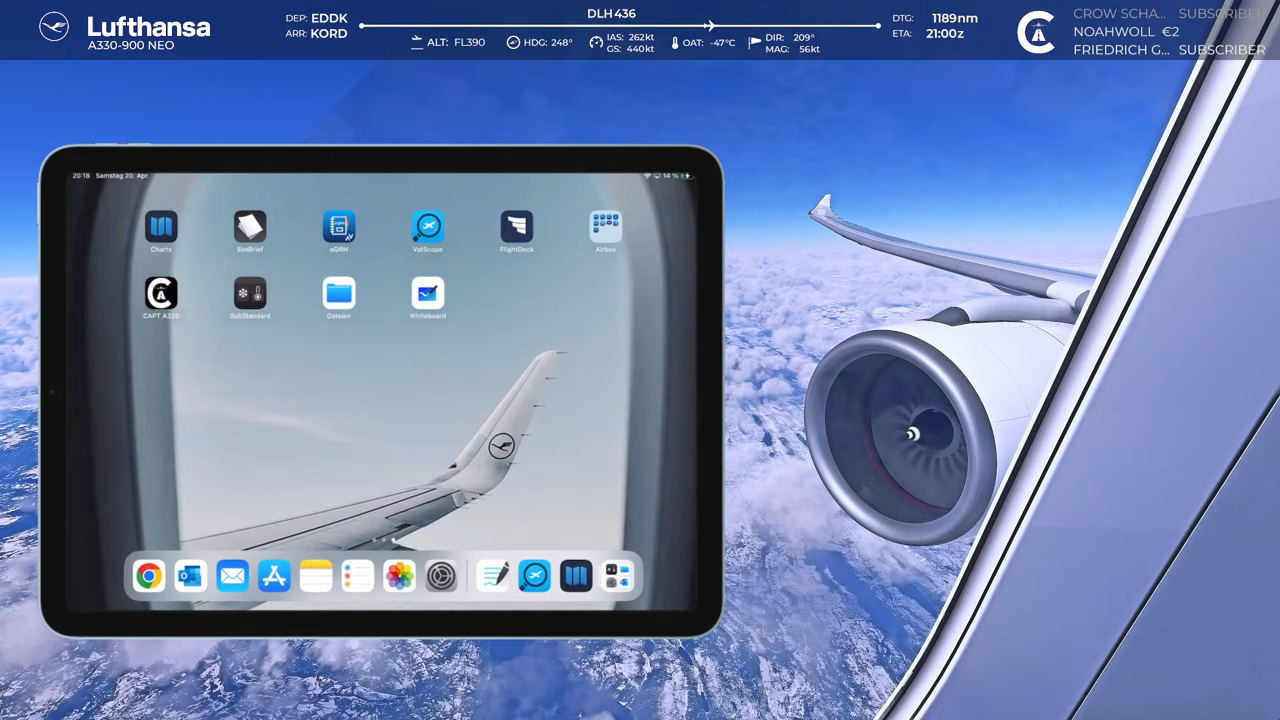 Lufthansa
A330-900 NEO
DEP: EDDK
ARR: KORD
DLH436
ALT: FL390
HDG: 248°
IAS: 262kt
GS: 440kt
OAT: -47°C
DIR: 209°
MAG: 56kt
DTG: 1189nm
ETA: 21:00z
CROW SCHA... SUBSCRIBER
NOAHWOLL €2
FRIEDRICH G... SUBSCRIBER
20:18 Samstag 20. Apr.
14 %
Charts
SimBrief
eQRH
VatScope
FlightDeck
Airbus
CAPT A320
SubStandard
Dateien
Whiteboard